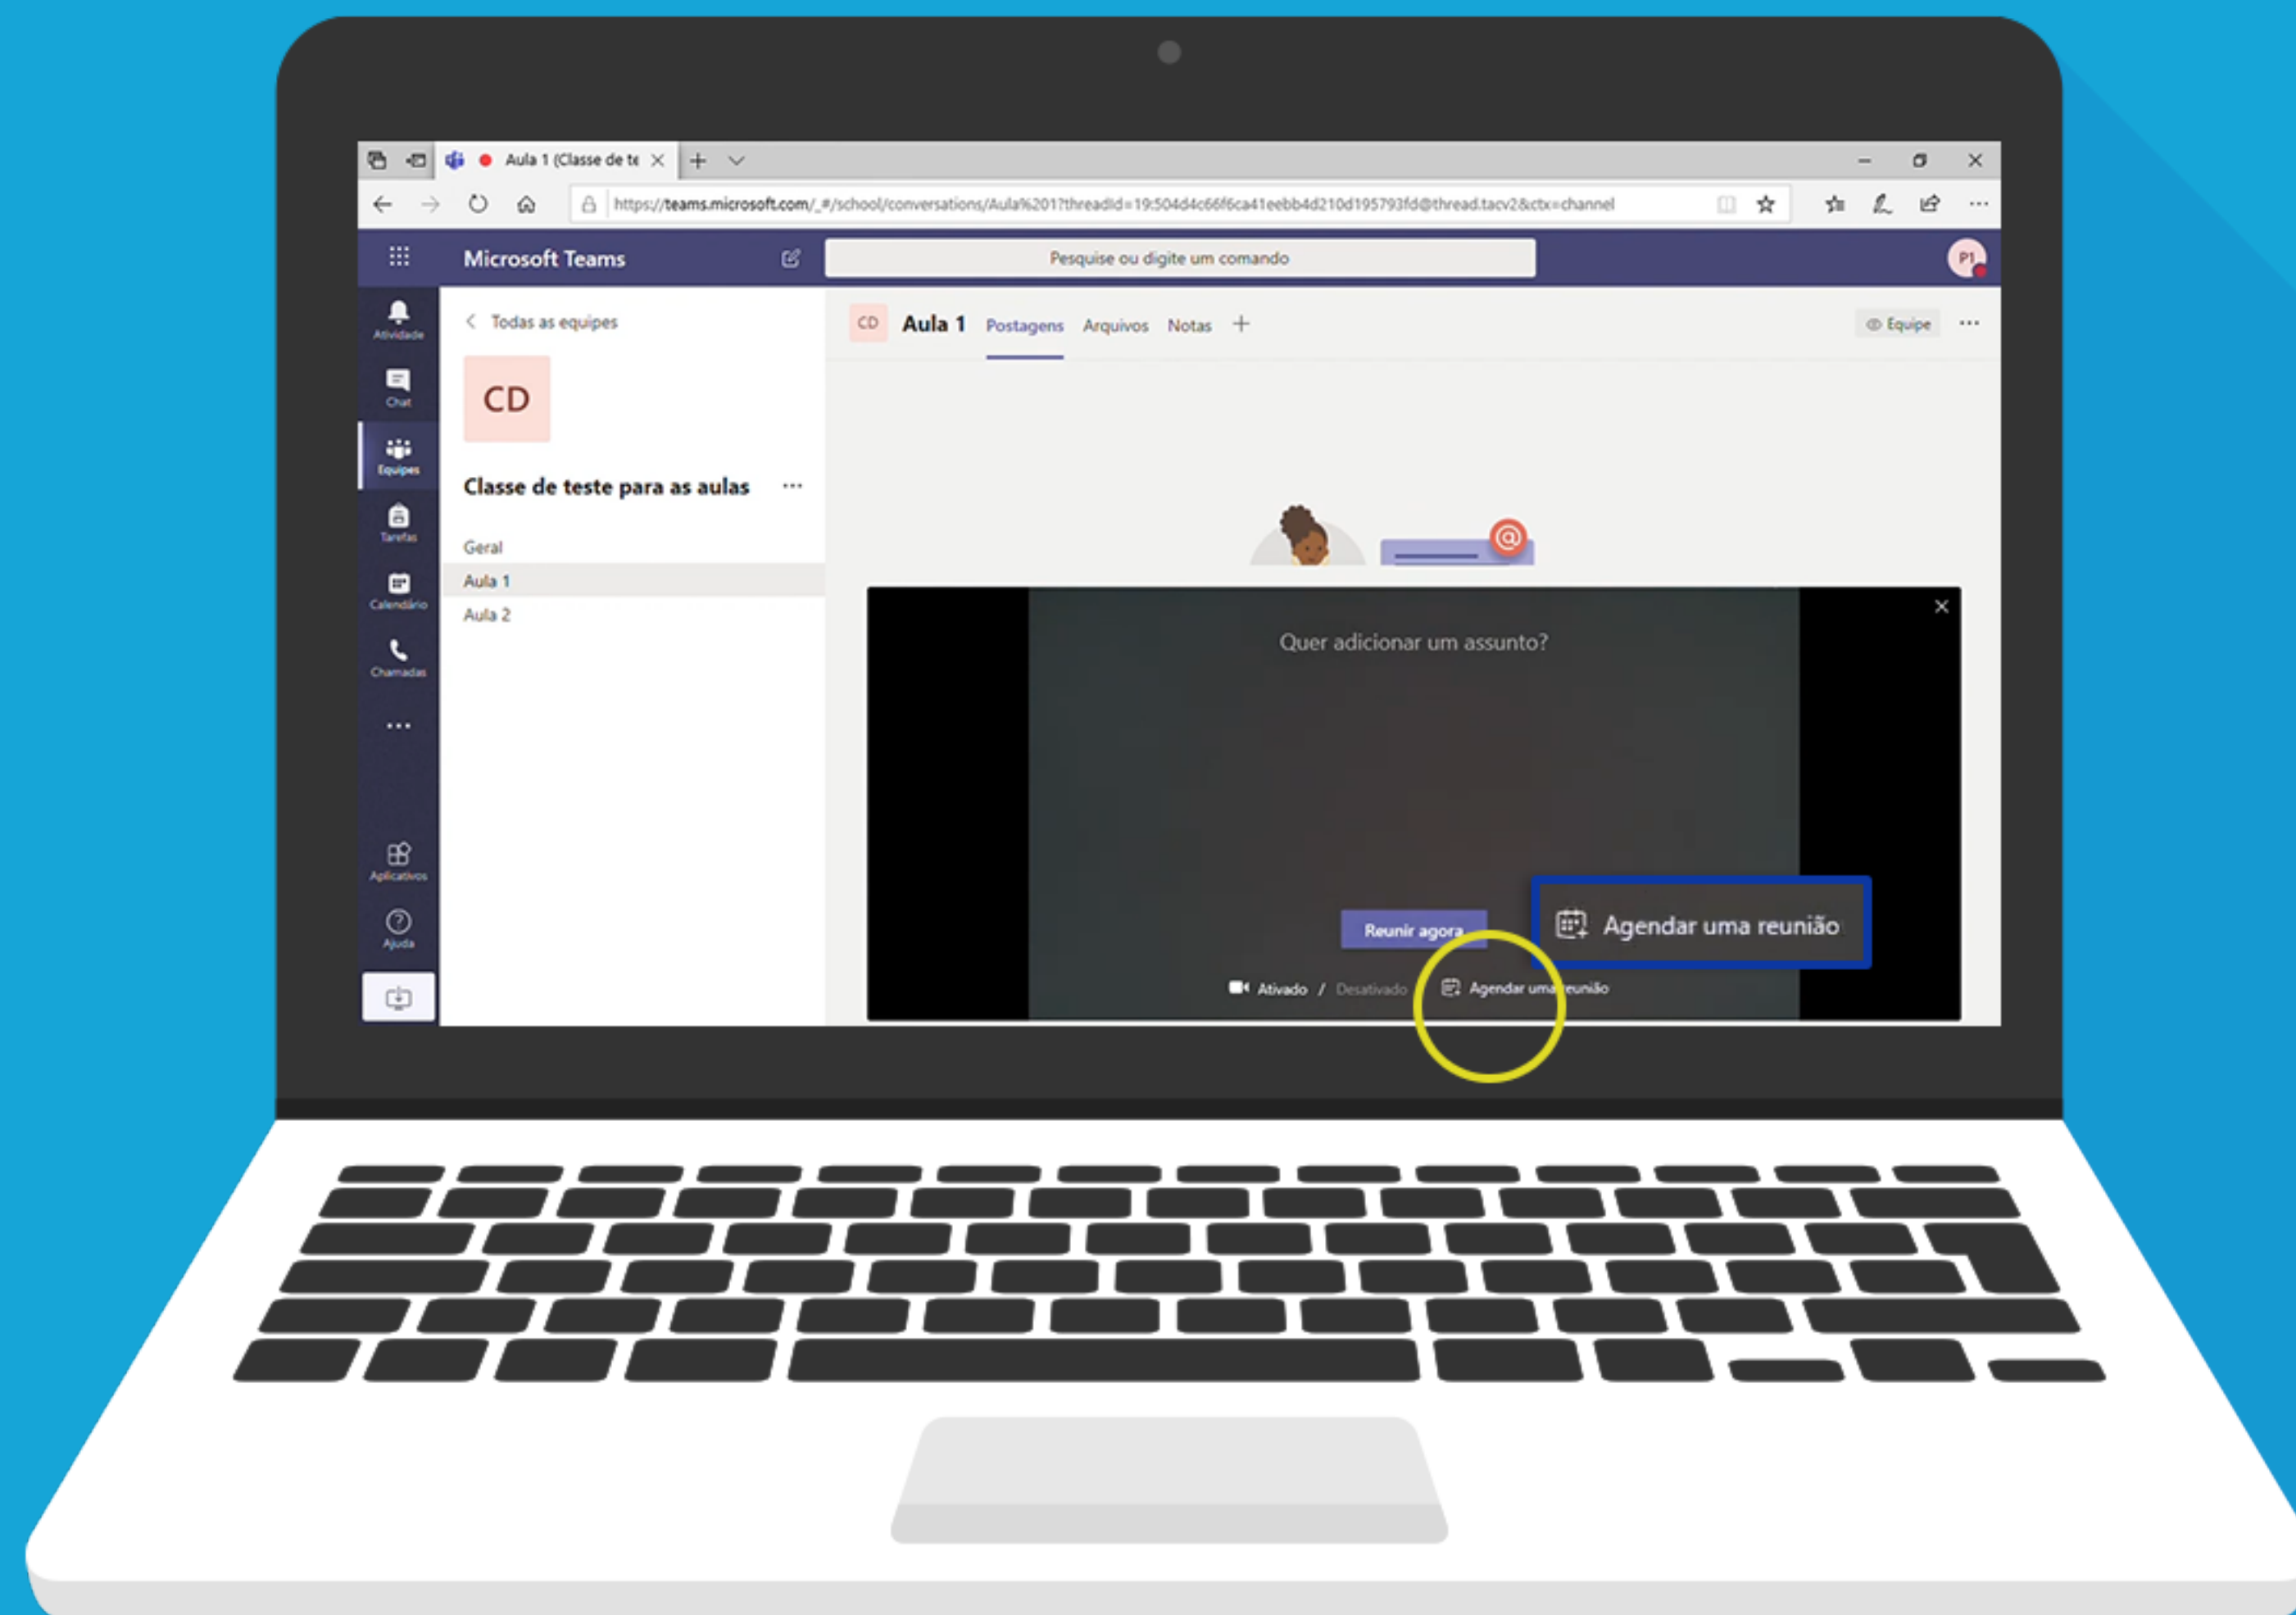 Aula 1 (Classe de te
https://teams.microsoft.com/_#/school/conversations/Aula%201?threadId=19:504d4c66f6ca41eebb4d210d195793fd@thread.tacv2&ctx=channel
Microsoft Teams
Pesquise ou digite um comando
P1
Atividade
Chat
Equipes
Tarefas
Calendário
Chamadas
Aplicativos
Ajuda
Todas as equipes
CD
Classe de teste para as aulas
Geral
Aula 1
Aula 2
CD Aula 1 Postagens Arquivos Notas
Equipe
@
Quer adicionar um assunto?
Reunir agora
Agendar uma reunião
Ativado / Desativado
Agendar uma reunião